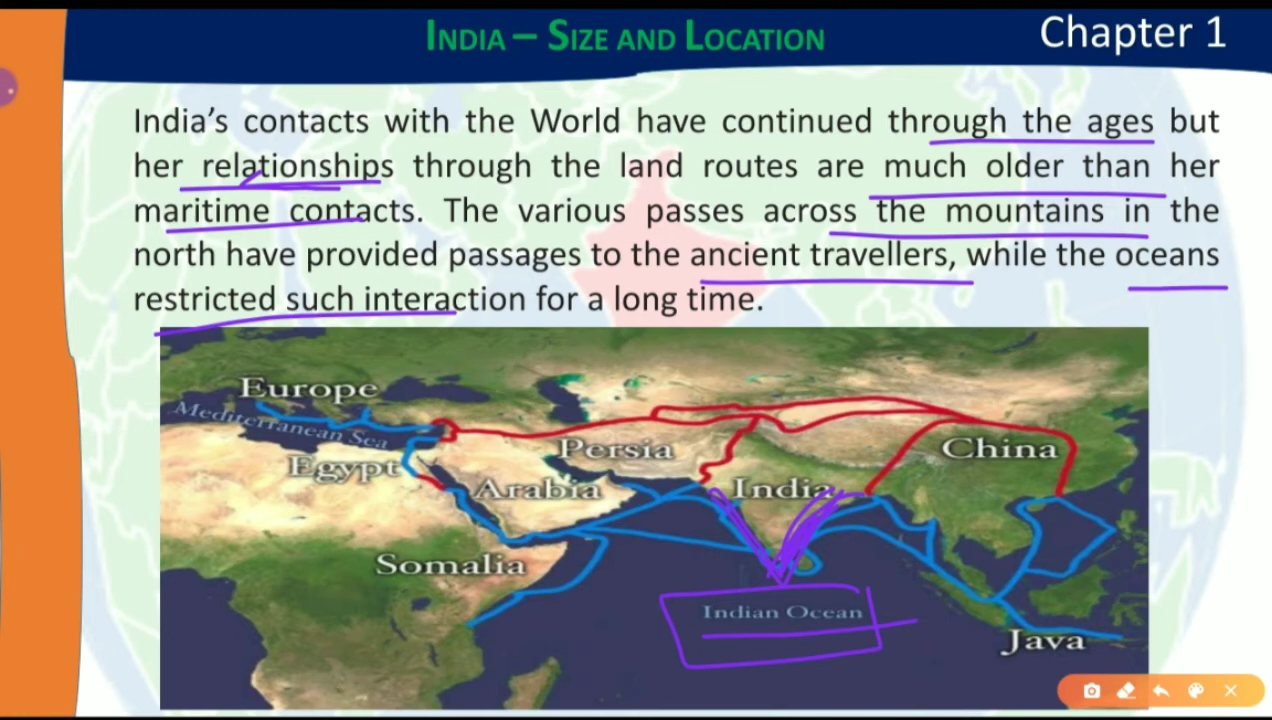 INDIA – SIZE AND LOCATION
Chapter 1
India's contacts with the World have continued through the ages but
her relationships through the land routes are much older than her
maritime contacts. The various passes across the mountains in the
north have provided passages to the ancient travellers, while the oceans
restricted such interaction for a long time.
Europe
Mediterranean Sea
Egypt
Persia
China
Arabia
India
Somalia
Indian Ocean
Java